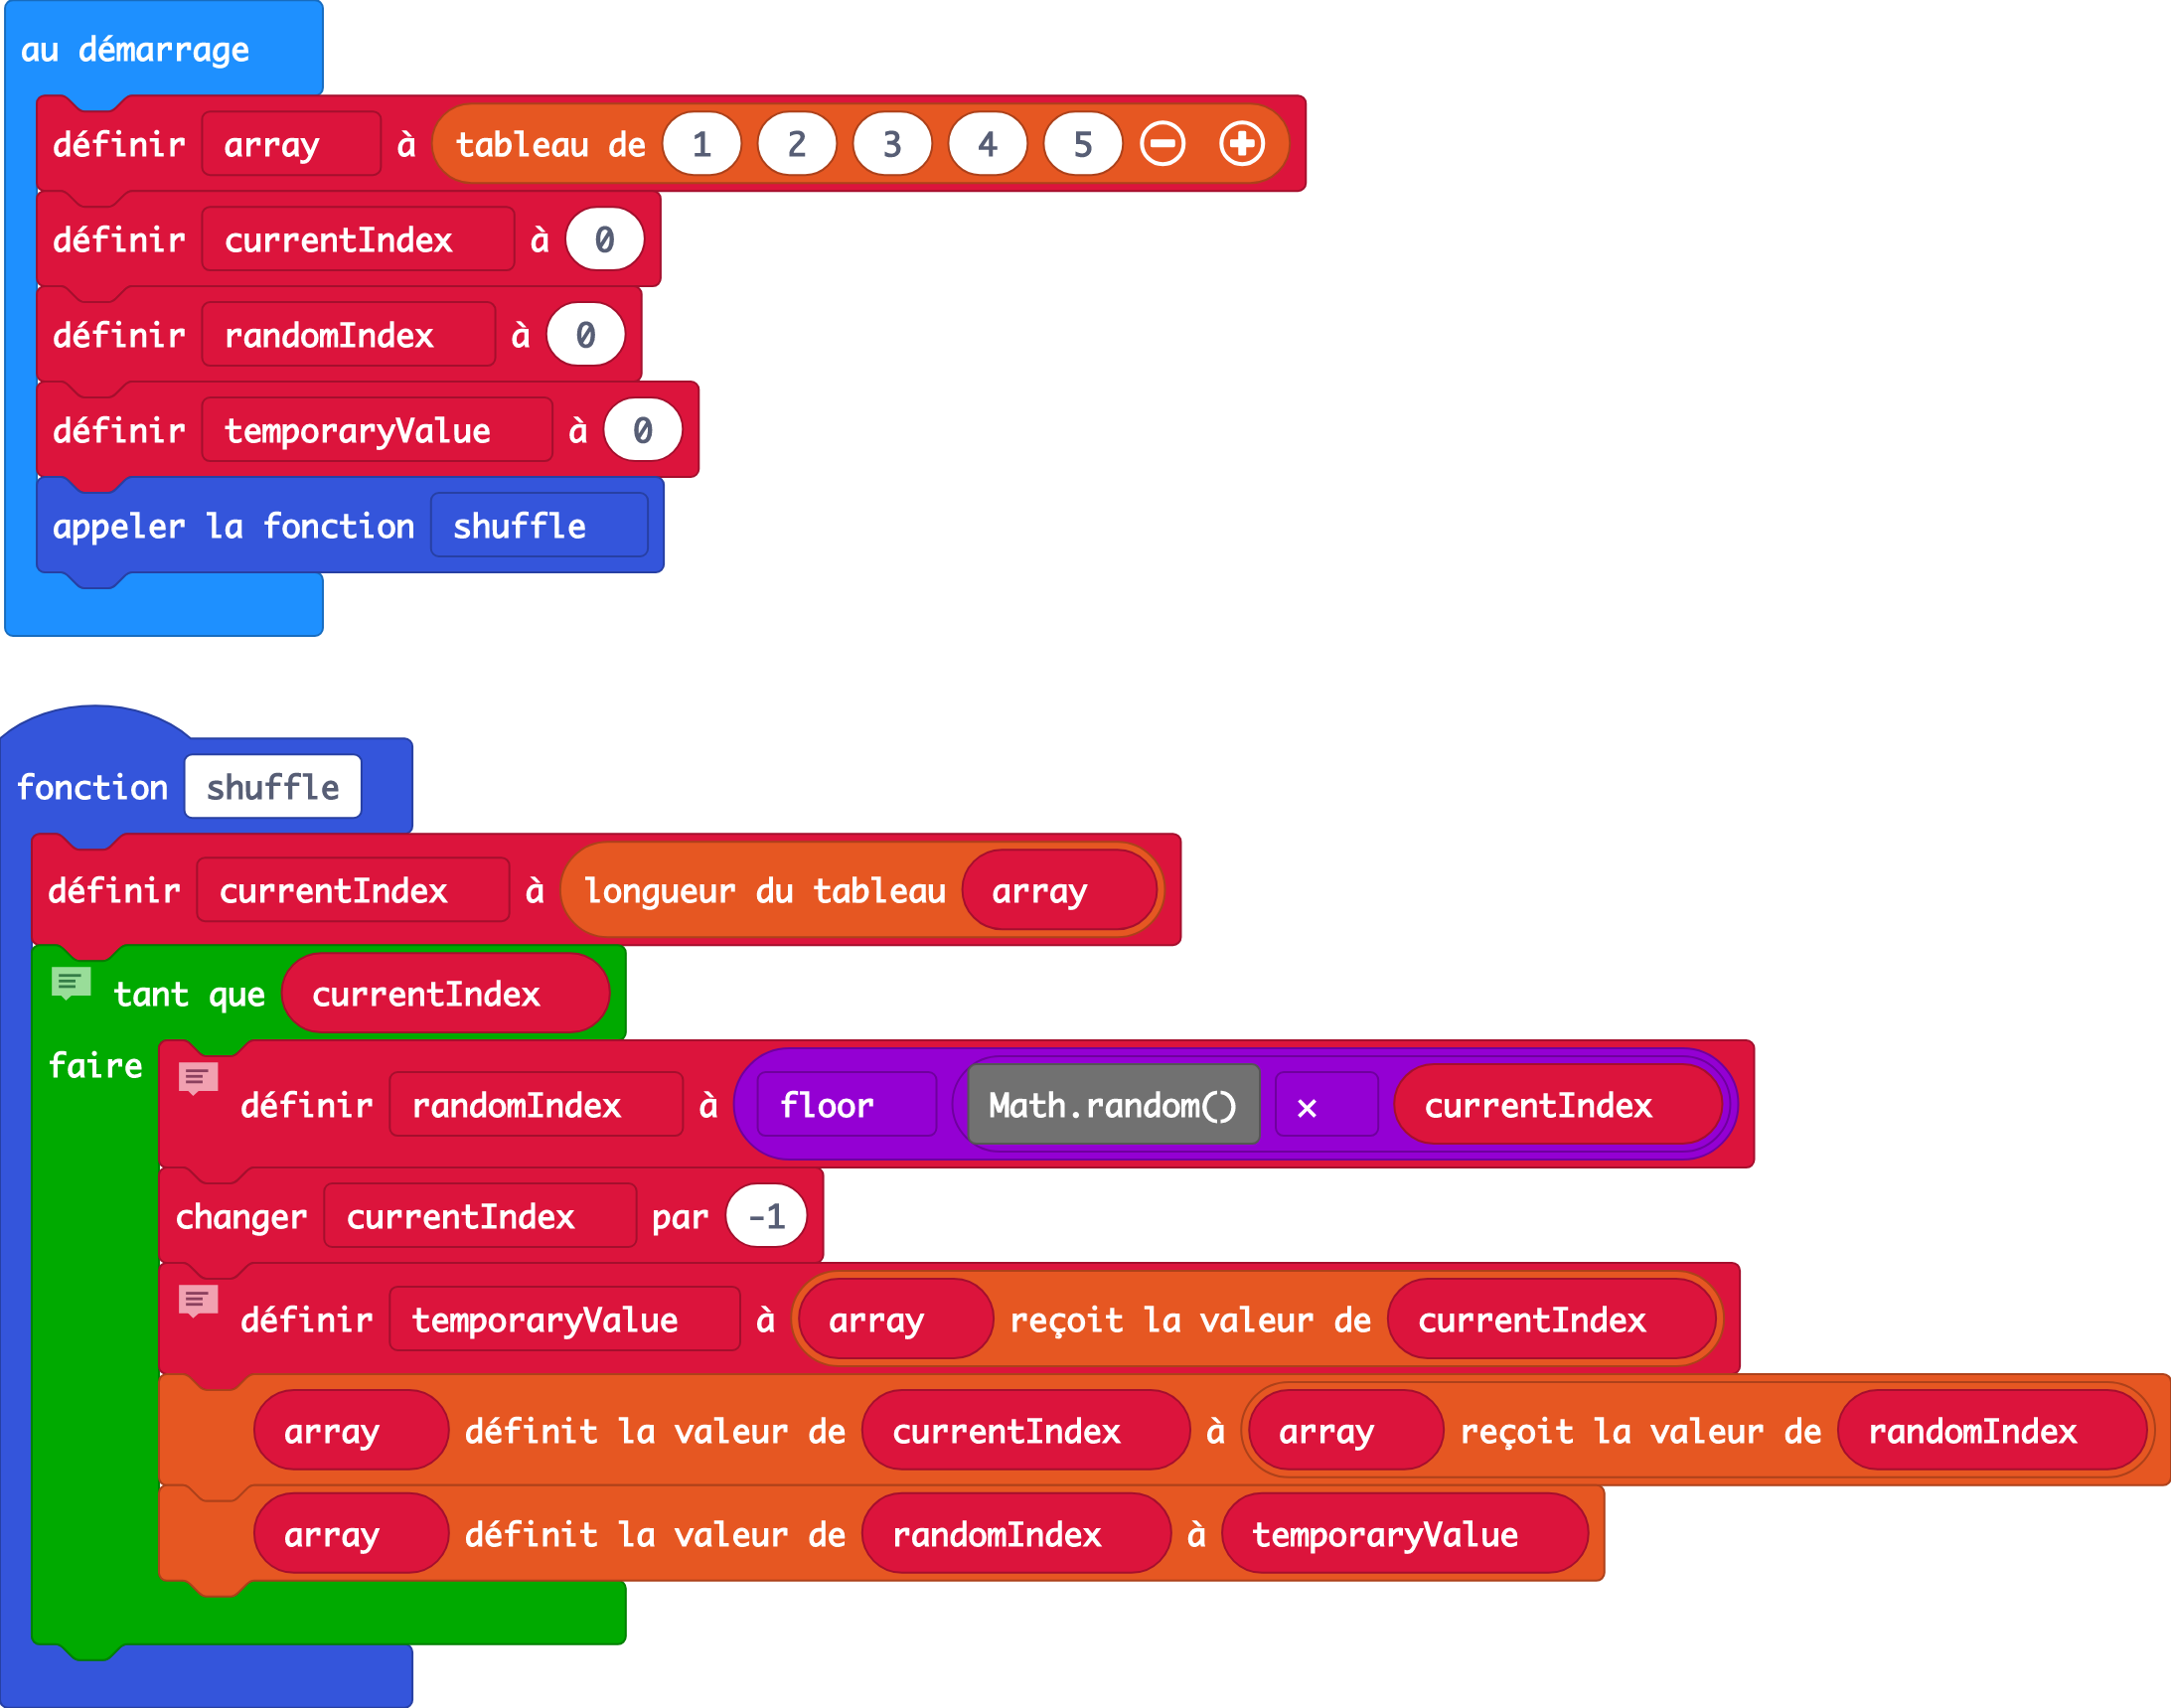 au démarrage
définir array à tableau de 1 2 3 4 5
définir currentIndex à 0
définir randomIndex à 0
définir temporaryValue à 0
appeler la fonction shuffle
fonction shuffle
définir currentIndex à longueur du tableau array
tant que currentIndex
faire
définir randomIndex à floor Math.random() × currentIndex
changer currentIndex par -1
définir temporaryValue à array reçoit la valeur de currentIndex
array définit la valeur de currentIndex à array reçoit la valeur de randomIndex
array définit la valeur de randomIndex à temporaryValue